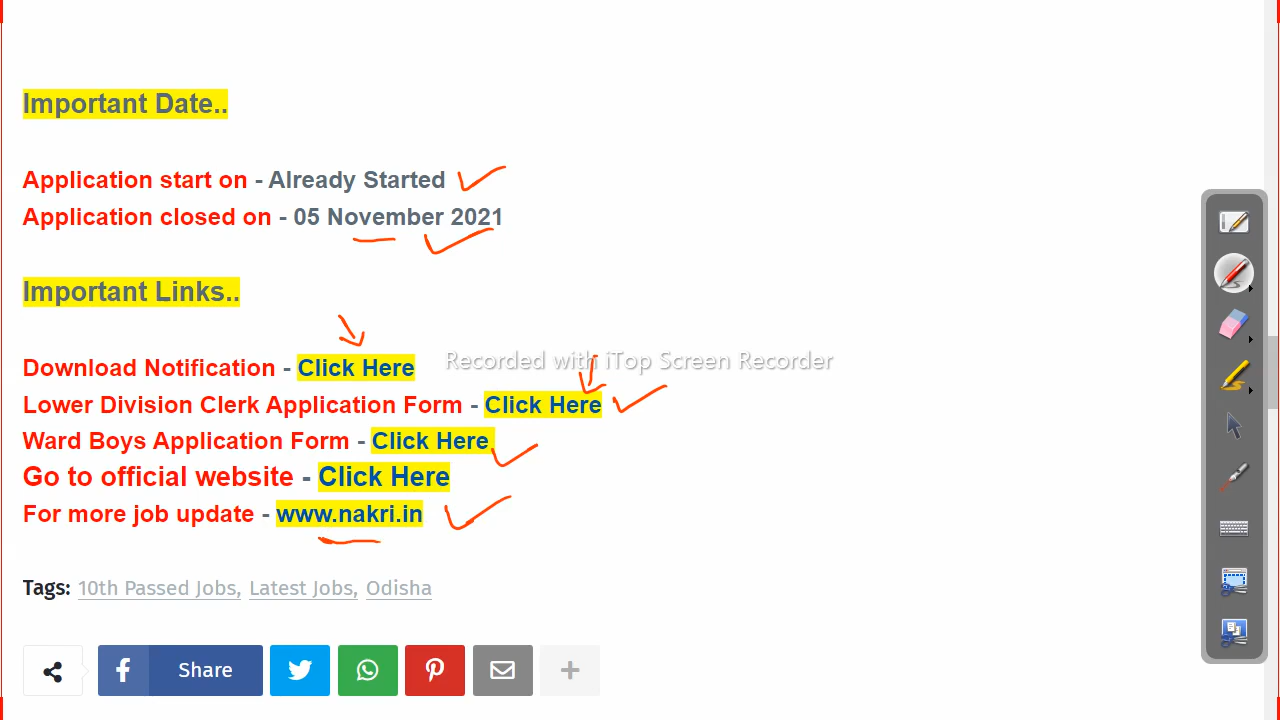 Important Date..
Application start on - Already Started
Application closed on - 05 November 2021
Important Links..
Download Notification - Click Here
Recorded with iTop Screen Recorder
Lower Division Clerk Application Form - Click Here
Ward Boys Application Form - Click Here
Go to official website - Click Here
For more job update - www.nakri.in
Tags: 10th Passed Jobs, Latest Jobs, Odisha
f Share